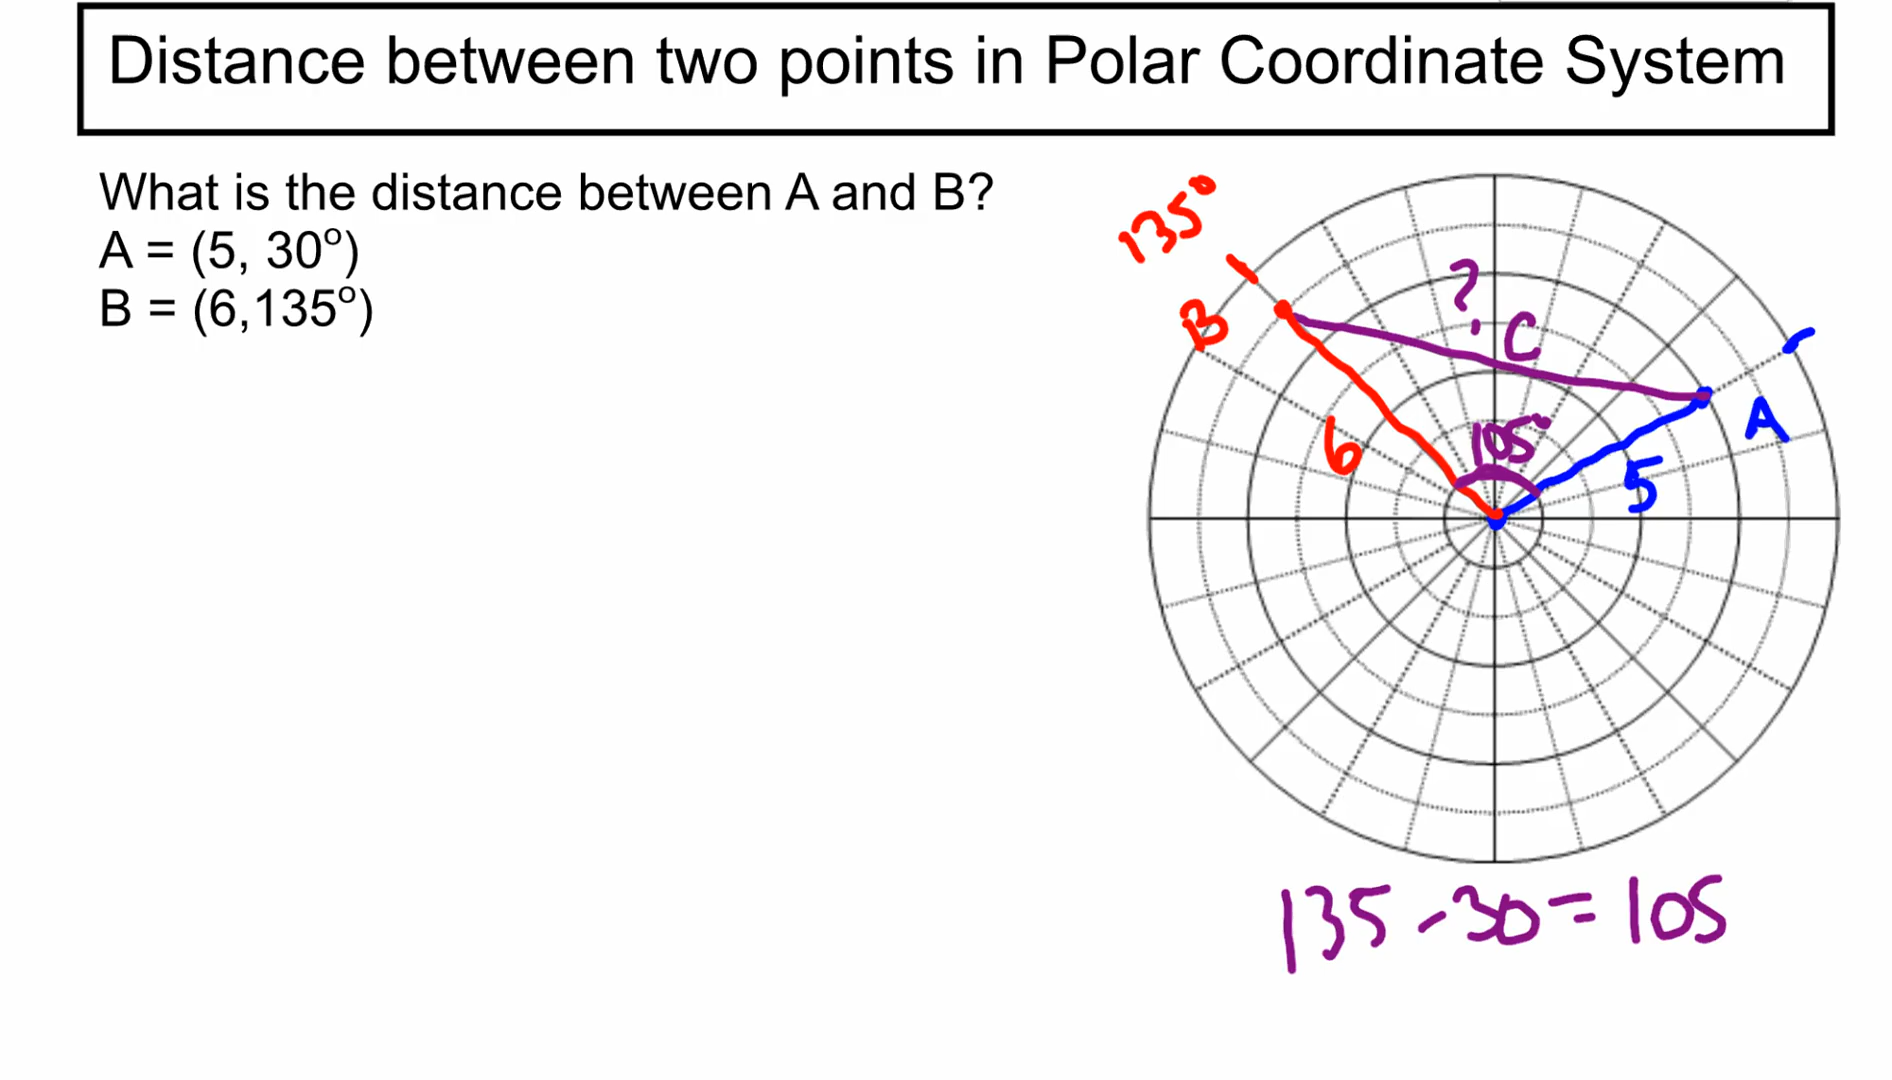 Distance between two points in Polar Coordinate System
What is the distance between A and B?
A = (5, 30°)
B = (6,135°)
135°
B
?
C
A
6
105°
5
135-30=105